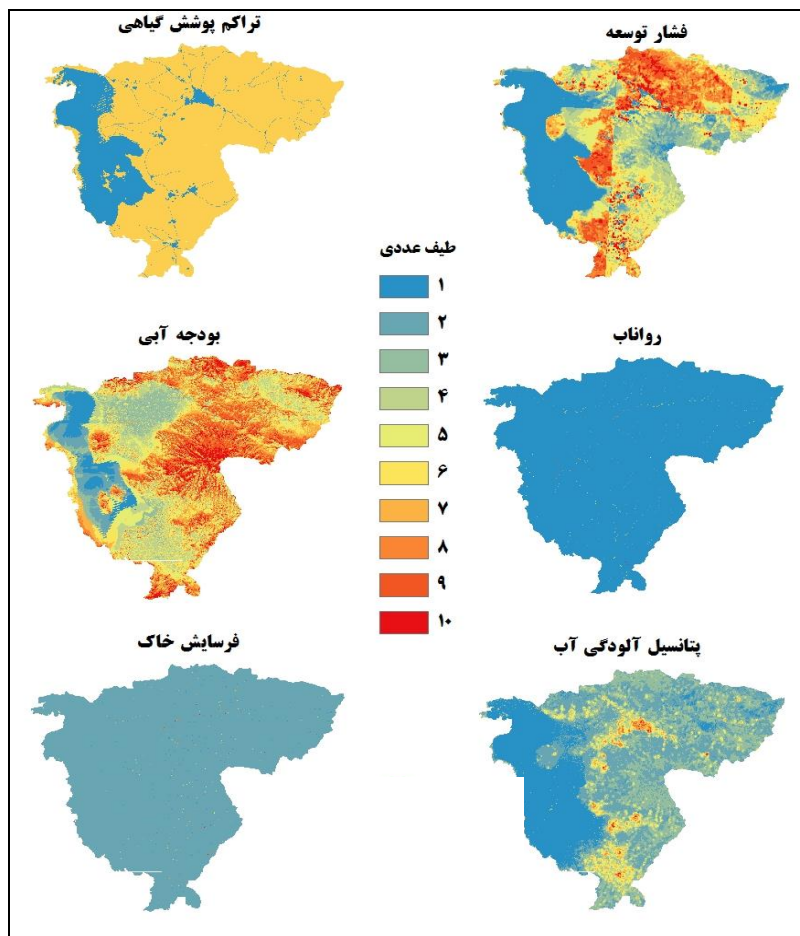 فشار توسعه
تراکم پوشش گیاهی
طیف عددی
۱
۲
۳
۴
۵
۶
۷
۸
۹
۱۰
رواناب
بودجه آبی
پتانسیل آلودگی آب
فرسایش خاک